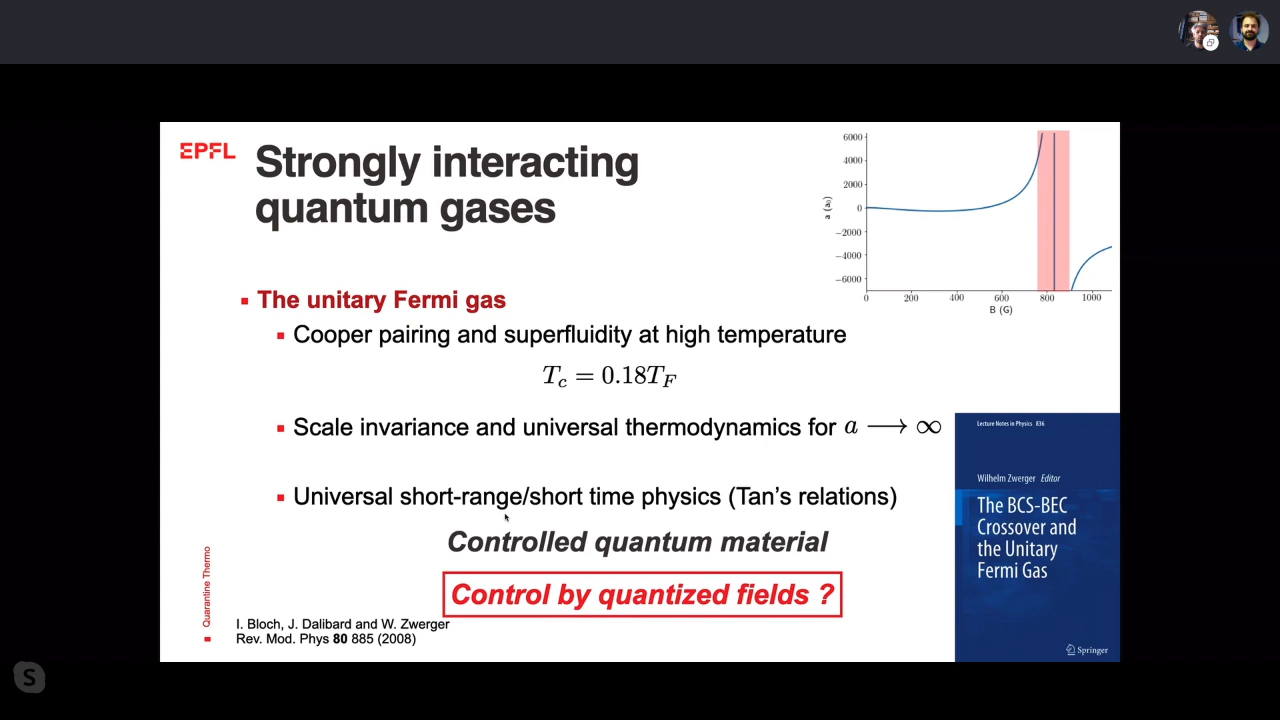 EPFL
Strongly interacting
quantum gases
6000
4000
2000
0
−2000
−4000
−6000
a (a₀)
0 200 400 600 800 1000
B (G)
The unitary Fermi gas
Cooper pairing and superfluidity at high temperature
T_c = 0.18T_F
Scale invariance and universal thermodynamics for a ⟶ ∞
Universal short-range/short time physics (Tan's relations)
Controlled quantum material
Control by quantized fields ?
Quarantine Thermo
I. Bloch, J. Dalibard and W. Zwerger
Rev. Mod. Phys 80 885 (2008)
Lecture Notes in Physics 836
Wilhelm Zwerger Editor
The BCS-BEC
Crossover and
the Unitary
Fermi Gas
Springer
S